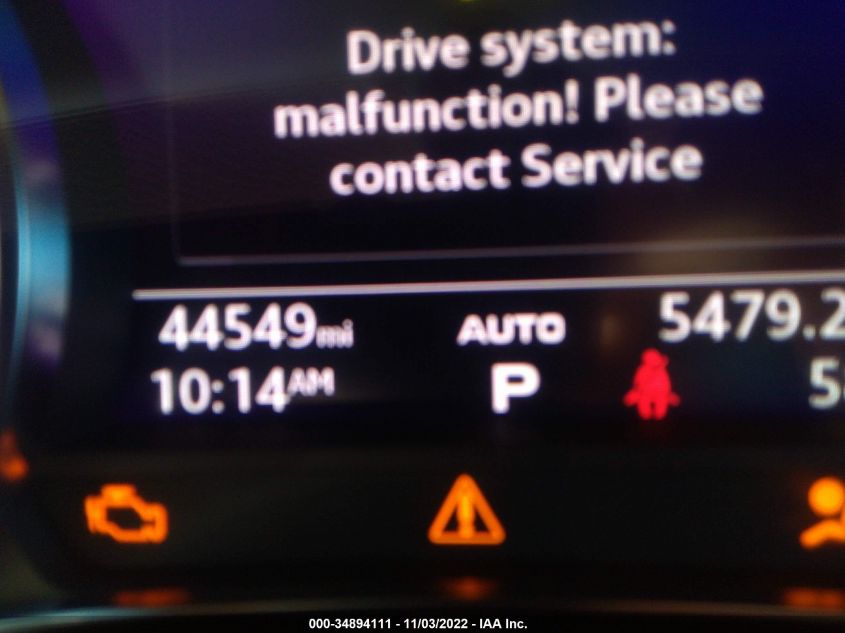 Drive system:
malfunction! Please
contact Service
44549mi AUTO 5479.2
10:14AM P
000-34894111 - 11/03/2022 - IAA Inc.